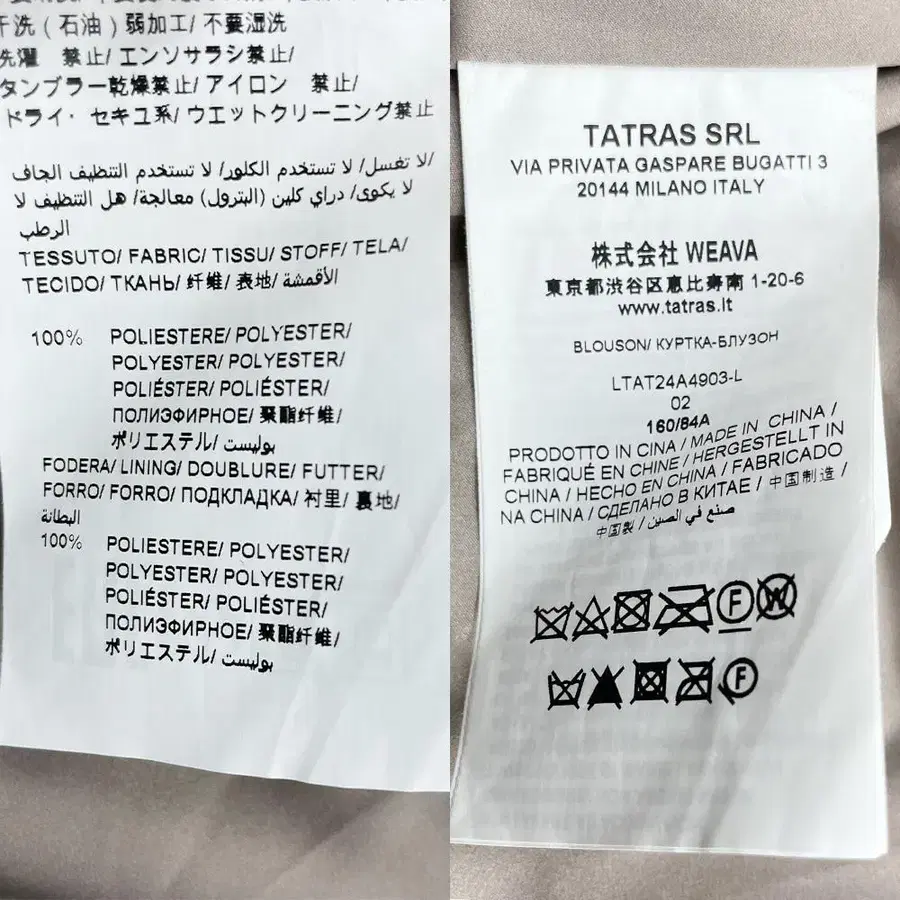 干洗(石油)弱加工/ 不要湿洗
洗濯 禁止/ エンソサラシ禁止/
タンブラー乾燥禁止/ アイロン 禁止/
ドライ・セキユ系/ ウエットクリーニング禁止
لا تغسل/ لا تستخدم الكلور/ لا تستخدم التنظيف الجاف/
لا يكوى/ دراي كلين (البترول) معالجة/ هل التنظيف لا
الرطب
TESSUTO/ FABRIC/ TISSU/ STOFF/ TELA/
TECIDO/ ТКАНЬ/ 纤维/ 表地/ الأقمشة
100% POLIESTERE/ POLYESTER/
POLYESTER/ POLYESTER/
POLIÉSTER/ POLIÉSTER/
ПОЛИЭФИРНОЕ/ 聚酯纤维/
ポリエステル/ بوليست
FODERA/ LINING/ DOUBLURE/ FUTTER/
FORRO/ FORRO/ ПОДКЛАДКА/ 衬里/ 裏地/
البطانة
100% POLIESTERE/ POLYESTER/
POLYESTER/ POLYESTER/
POLIÉSTER/ POLIÉSTER/
ПОЛИЭФИРНОЕ/ 聚酯纤维/
ポリエステル/ بوليست
TATRAS SRL
VIA PRIVATA GASPARE BUGATTI 3
20144 MILANO ITALY
株式会社 WEAVA
東京都渋谷区恵比寿南 1-20-6
www.tatras.it
BLOUSON/ КУРТКА-БЛУЗОН
LTAT24A4903-L
02
160/84A
PRODOTTO IN CINA / MADE IN CHINA /
FABRIQUÉ EN CHINE / HERGESTELLT IN
CHINA / HECHO EN CHINA / FABRICADO
NA CHINA / СДЕЛАНО В КИТАЕ / 中国制造 /
中国製 / صنع في الصين
F W
F